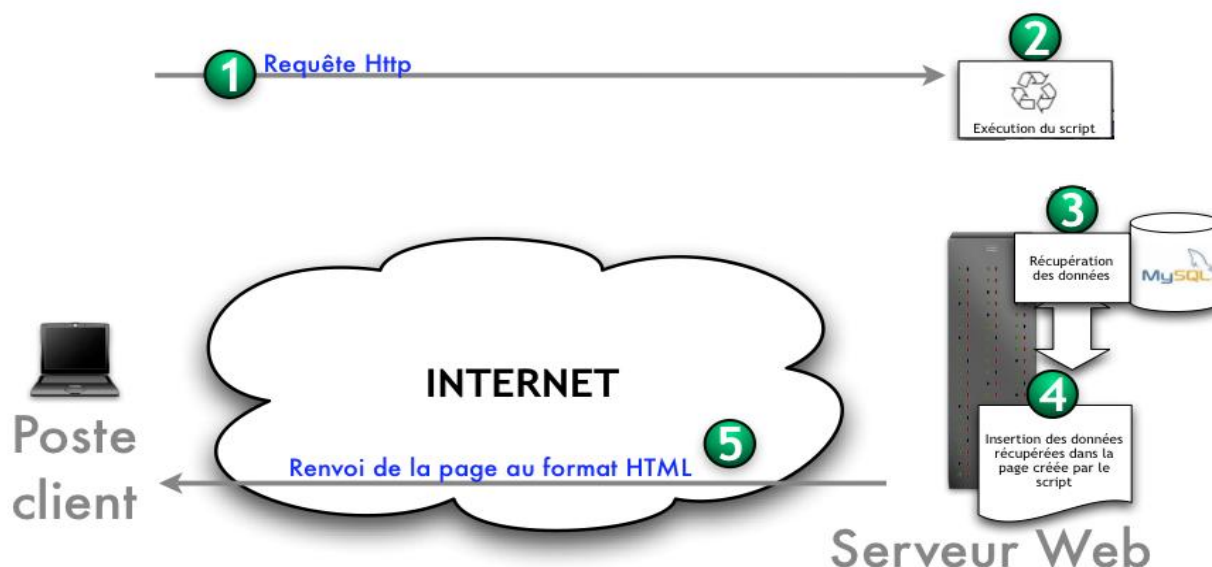 1
Requête Http
2
Exécution du script
3
Récupération
des données
MySQL
INTERNET
4
Insertion des données
récupérées dans la
page créée par le
script
5
Renvoi de la page au format HTML
Poste
client
Serveur Web